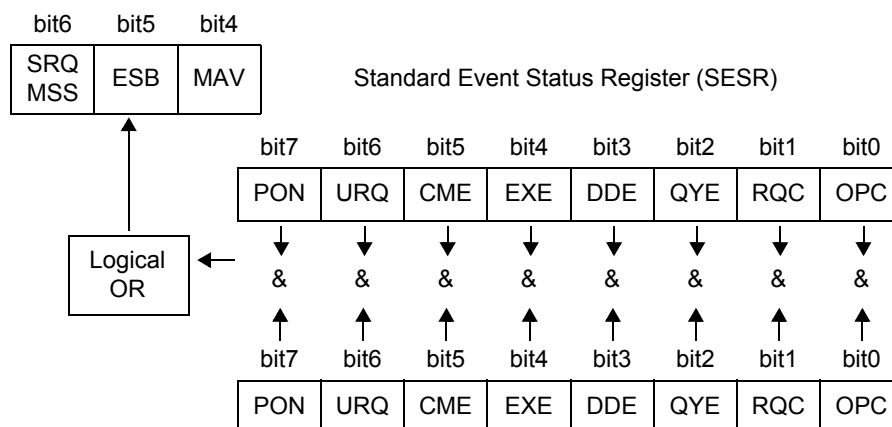 bit6 bit5 bit4
SRQ MSS ESB MAV
Standard Event Status Register (SESR)
bit7 bit6 bit5 bit4 bit3 bit2 bit1 bit0
PON URQ CME EXE DDE QYE RQC OPC
Logical OR
& & & & & & & &
bit7 bit6 bit5 bit4 bit3 bit2 bit1 bit0
PON URQ CME EXE DDE QYE RQC OPC